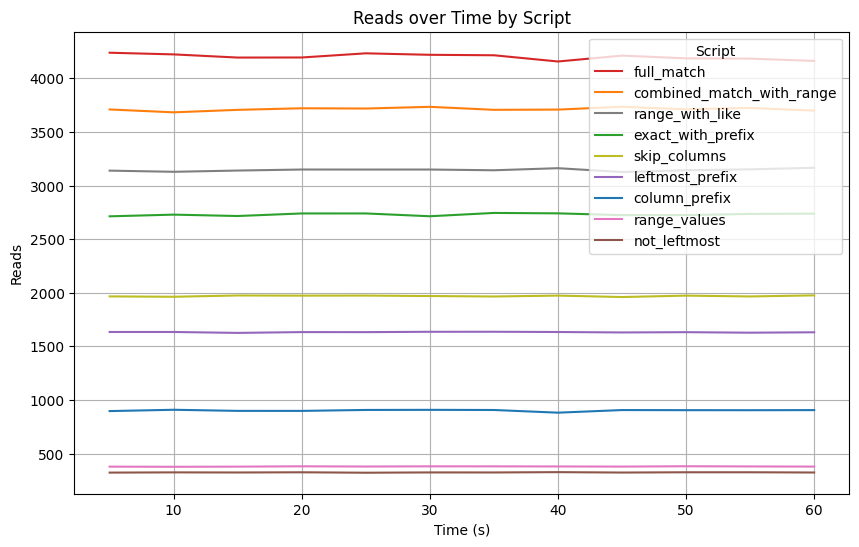 Reads over Time by Script
Script
full_match
combined_match_with_range
range_with_like
exact_with_prefix
skip_columns
leftmost_prefix
column_prefix
range_values
not_leftmost
Reads
4000
3500
3000
2500
2000
1500
1000
500
10 20 30 40 50 60
Time (s)